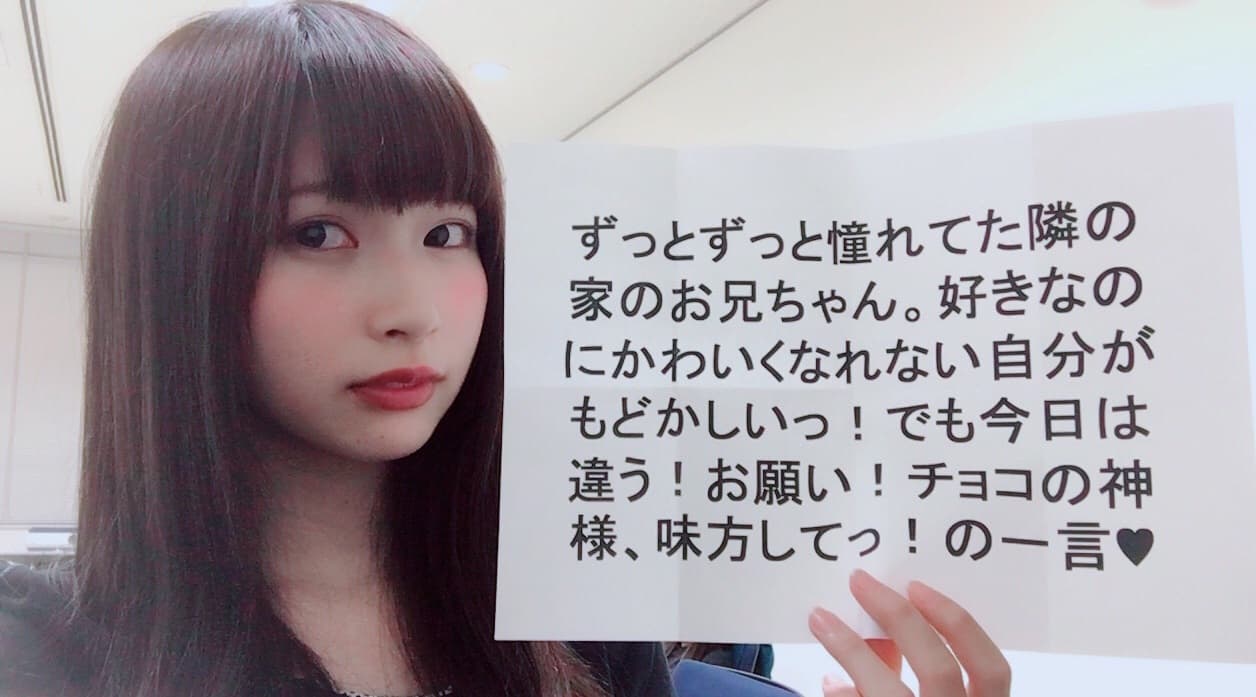 ずっとずっと憧れてた隣の
家のお兄ちゃん。好きなの
にかわいくなれない自分が
もどかしいっ！でも今日は
違う！お願い！チョコの神
様、味方してっ！の一言♥